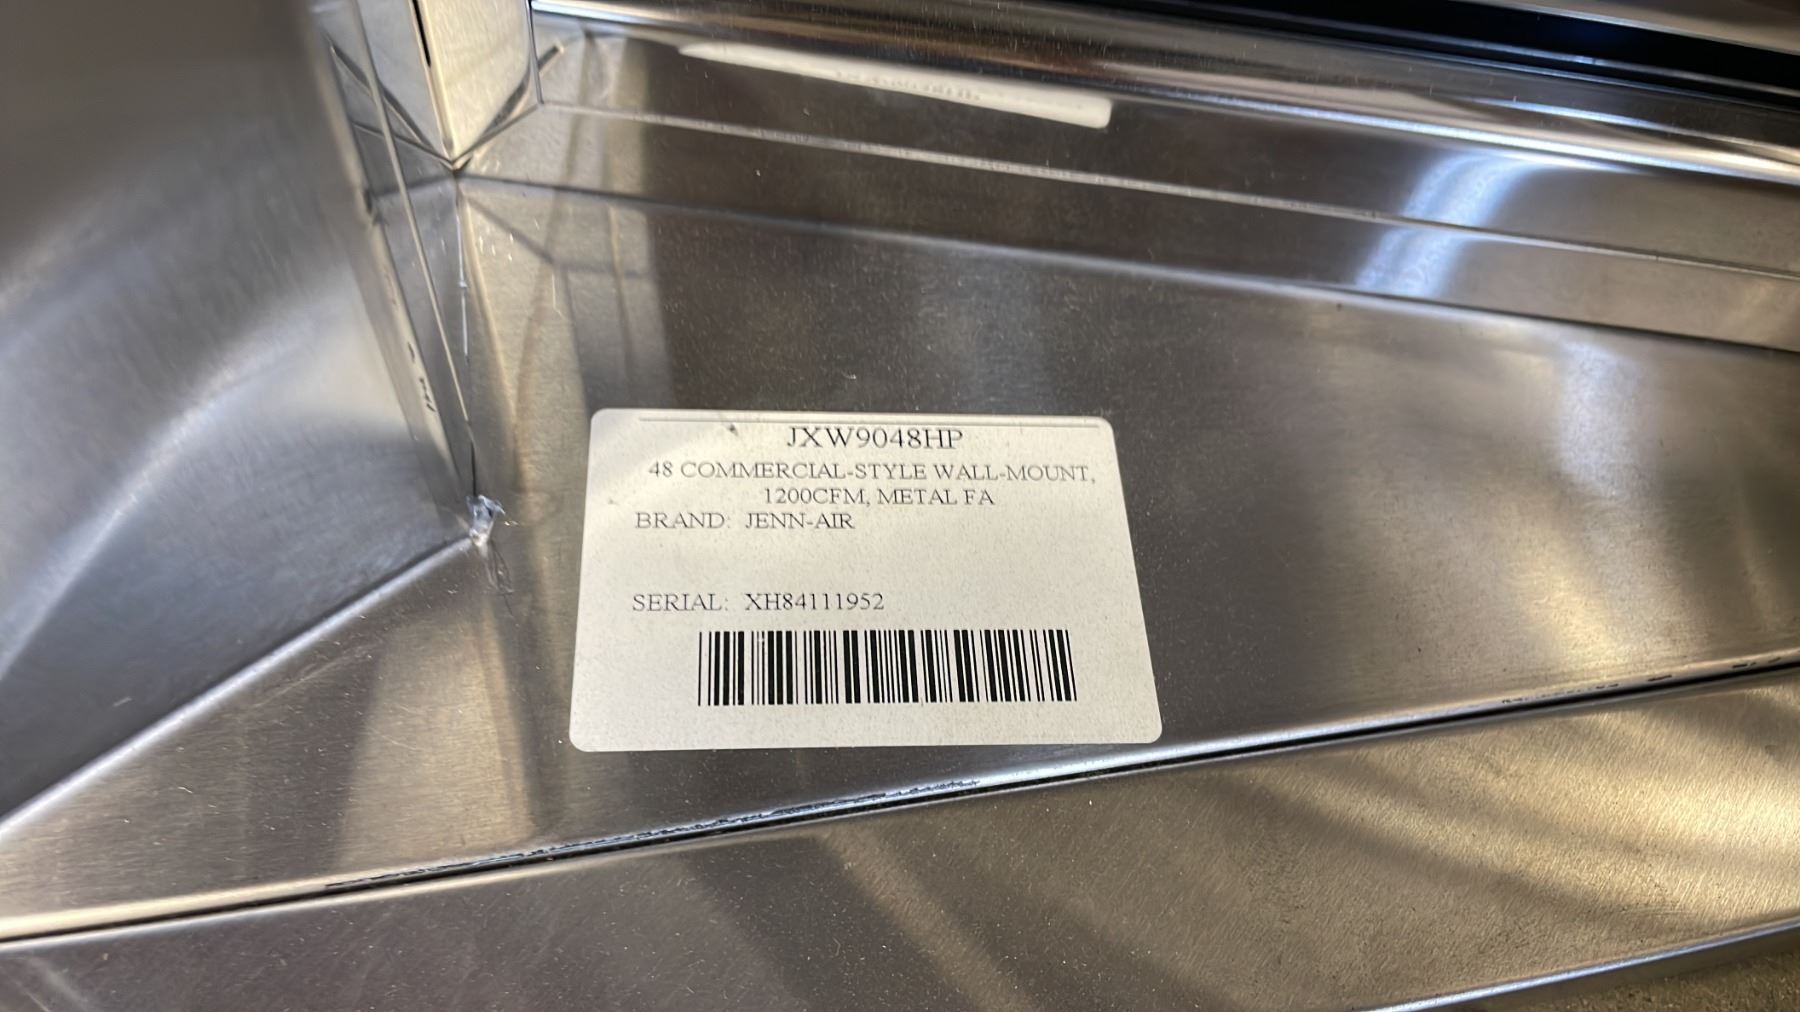 JXW9048HP
48 COMMERCIAL-STYLE WALL-MOUNT,
1200CFM, METAL FA
BRAND: JENN-AIR
SERIAL: XH84111952